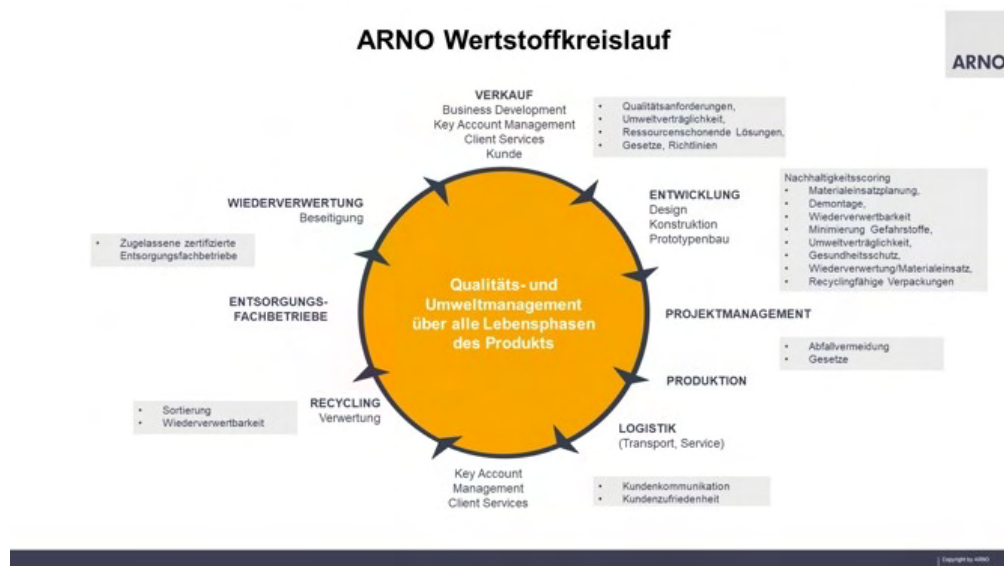 ARNO Wertstoffkreislauf
ARNO
VERKAUF
Business Development
Key Account Management
Client Services
Kunde
• Qualitätsanforderungen,
• Umweltverträglichkeit,
• Ressourcenschonende Lösungen,
• Gesetze, Richtlinien
ENTWICKLUNG
Design
Konstruktion
Prototypenbau
Nachhaltigkeitsscoring
• Materialeinsatzplanung,
• Demontage,
• Wiederverwertbarkeit
• Minimierung Gefahrstoffe,
• Umweltverträglichkeit,
• Gesundheitsschutz,
• Wiederverwertung/Materialeinsatz,
• Recyclingfähige Verpackungen
PROJEKTMANAGEMENT
• Abfallvermeidung
• Gesetze
PRODUKTION
LOGISTIK
(Transport, Service)
• Kundenkommunikation
• Kundenzufriedenheit
Key Account
Management
Client Services
RECYCLING
Verwertung
• Sortierung
• Wiederverwertbarkeit
ENTSORGUNGS-
FACHBETRIEBE
• Zugelassene zertifizierte
Entsorgungsfachbetriebe
WIEDERVERWERTUNG
Beseitigung
Qualitäts- und
Umweltmanagement
über alle Lebensphasen
des Produkts
Copyright by ARNO